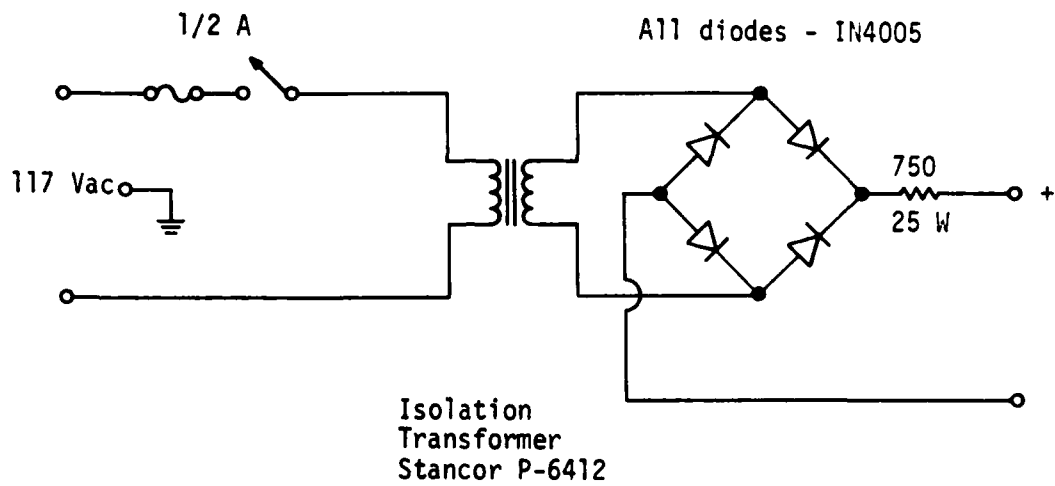 1/2 A
All diodes - IN4005
117 Vac
750
25 W
+
Isolation
Transformer
Stancor P-6412